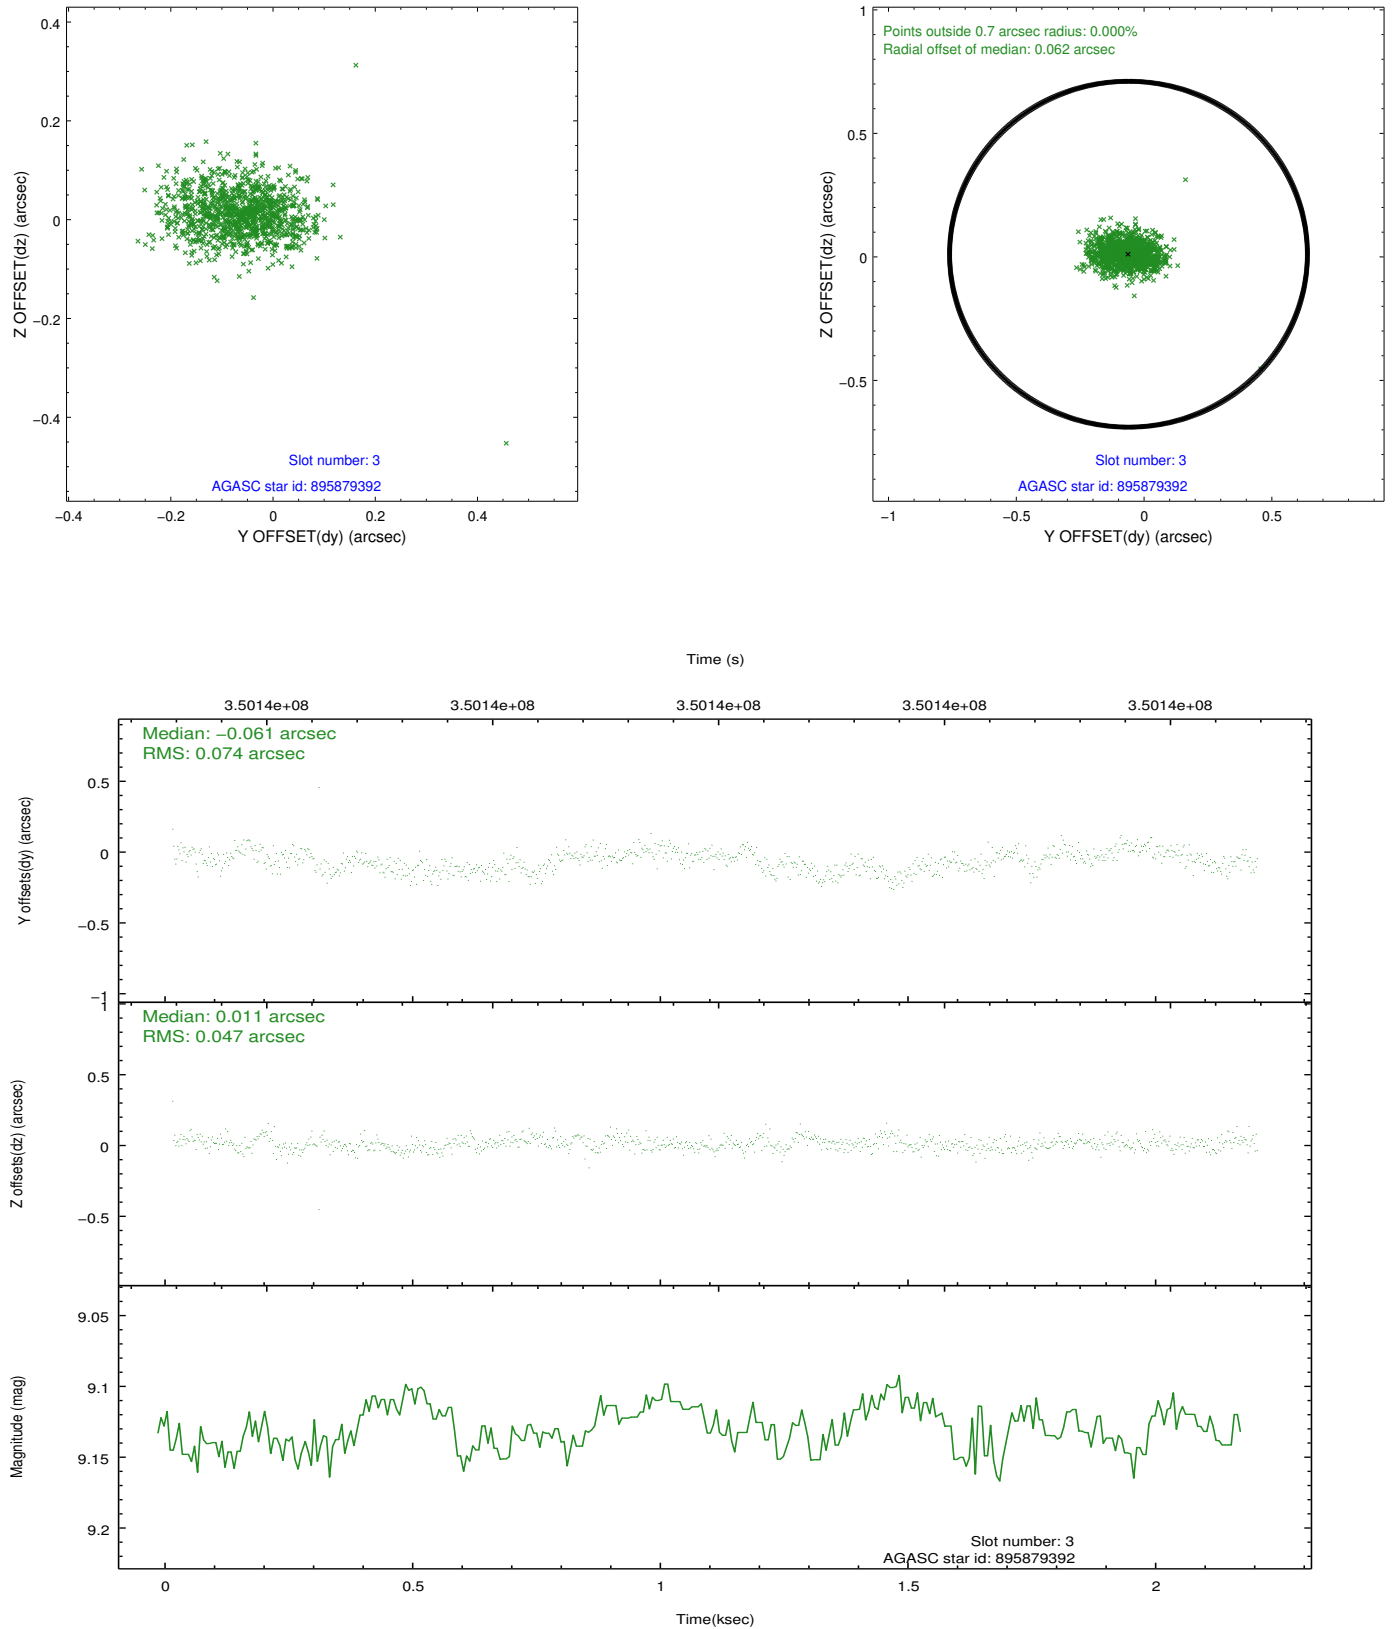 0.4
0.2
0
−0.2
−0.4
Z OFFSET(dz) (arcsec)
Slot number: 3
AGASC star id: 895879392
−0.4 −0.2 0 0.2 0.4
Y OFFSET(dy) (arcsec)
1
0.5
0
−0.5
Z OFFSET(dz) (arcsec)
Points outside 0.7 arcsec radius: 0.000%
Radial offset of median: 0.062 arcsec
Slot number: 3
AGASC star id: 895879392
−1 −0.5 0 0.5
Y OFFSET(dy) (arcsec)
Time (s)
3.5014e+08 3.5014e+08 3.5014e+08 3.5014e+08 3.5014e+08
Median: −0.061 arcsec
RMS: 0.074 arcsec
0.5
0
−0.5
−1
Y offsets(dy) (arcsec)
1
Median: 0.011 arcsec
RMS: 0.047 arcsec
0.5
0
−0.5
Z offsets(dz) (arcsec)
9.05
9.1
9.15
9.2
Magnitude (mag)
Slot number: 3
AGASC star id: 895879392
0 0.5 1 1.5 2
Time(ksec)